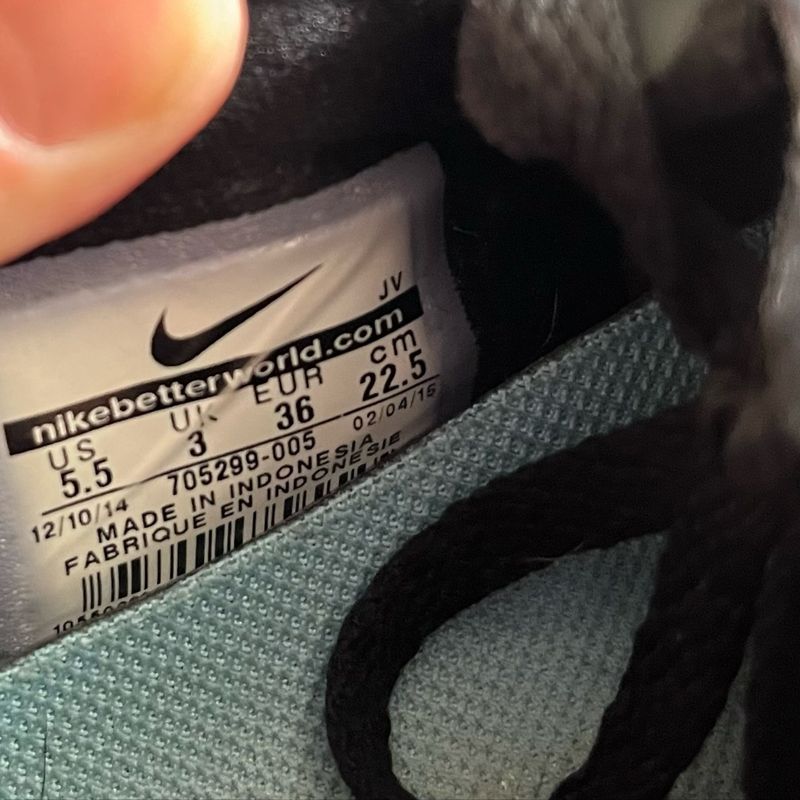 JV
nikebetterworld.com
US UK EUR cm
5.5 3 36 22.5
12/10/14 705299-005 02/04/15
MADE IN INDONESIA
FABRIQUE EN INDONESIE